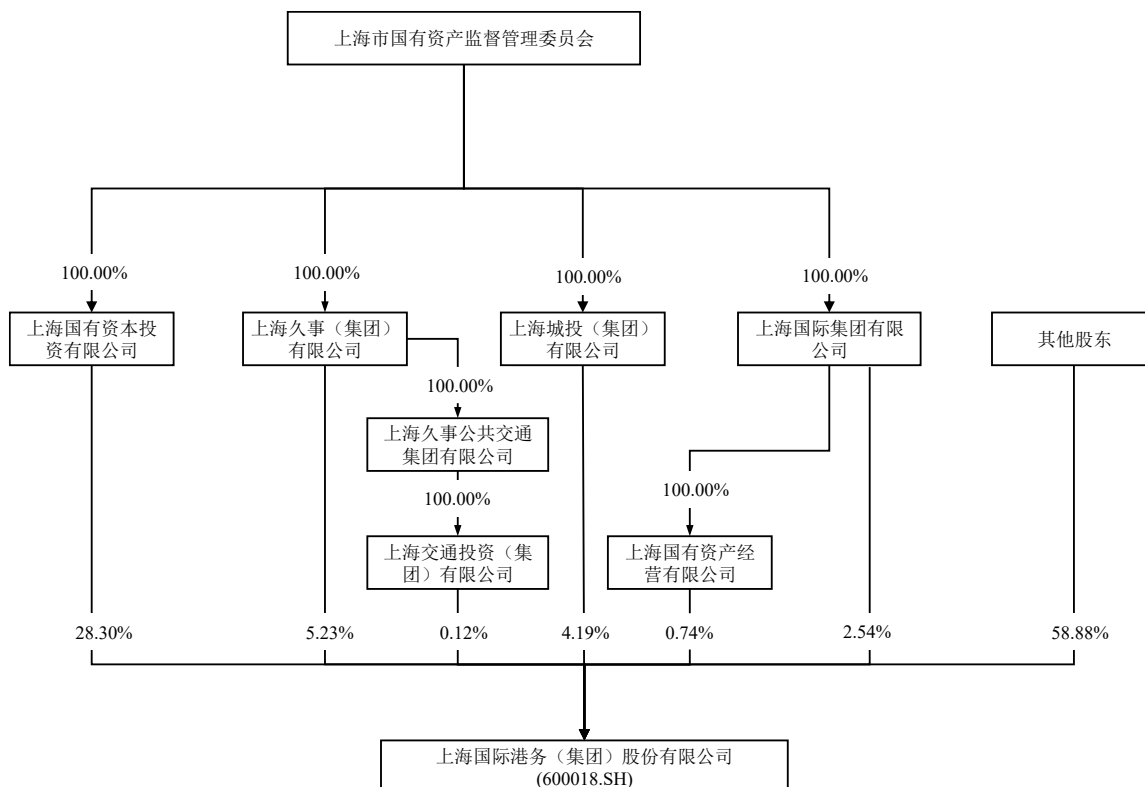 上海市国有资产监督管理委员会
100.00%
100.00%
100.00%
100.00%
上海国有资本投
资有限公司
上海久事（集团）
有限公司
上海城投（集团）
有限公司
上海国际集团有限
公司
其他股东
100.00%
上海久事公共交通
集团有限公司
100.00%
100.00%
上海交通投资（集
团）有限公司
上海国有资产经
营有限公司
28.30%
5.23%
0.12%
4.19%
0.74%
2.54%
58.88%
上海国际港务（集团）股份有限公司
(600018.SH)